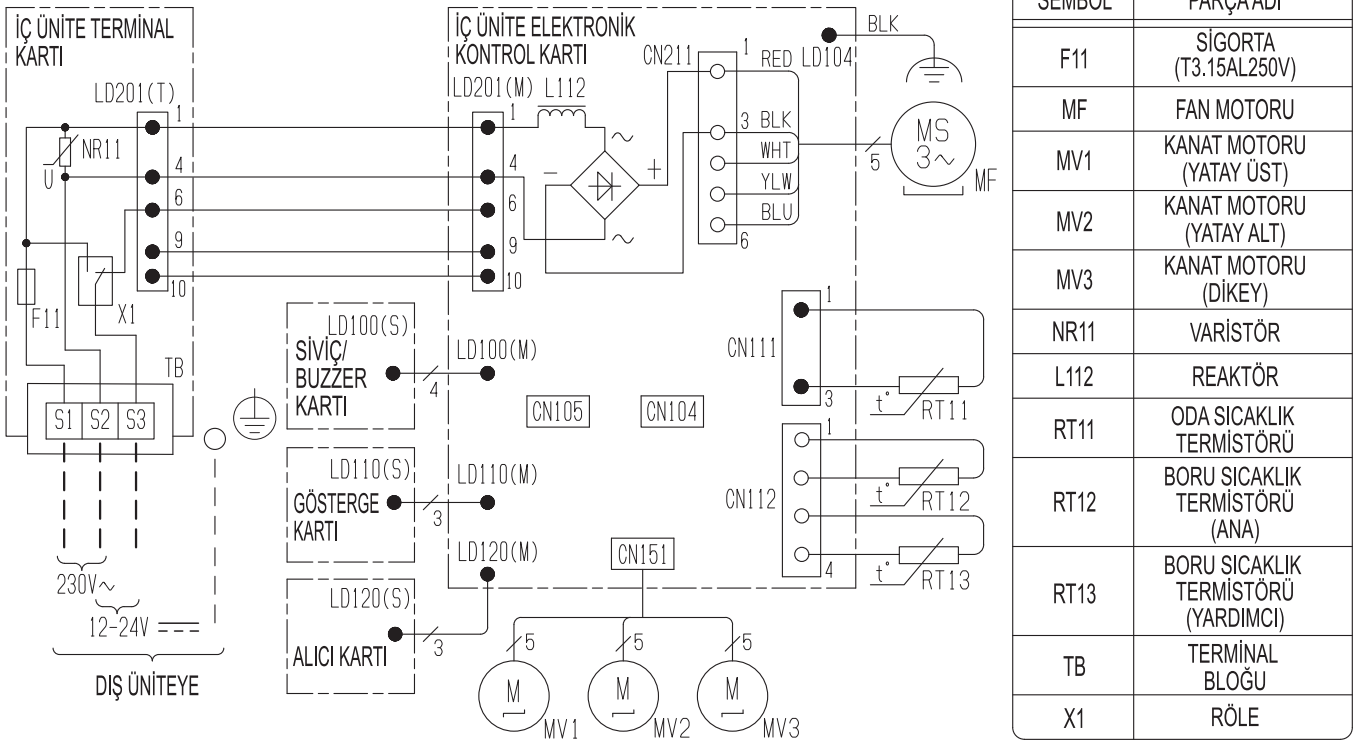 İÇ ÜNİTE TERMİNAL
KARTI
LD201(T)
1
NR11
U
4
6
9
10
F11
X1
TB
S1 S2 S3
230V~
12-24V
DIŞ ÜNİTEYE
İÇ ÜNİTE ELEKTRONİK
KONTROL KARTI
LD201(M) L112
1
4
6
9
10
~
- +
~
CN211
1
3
6
RED
BLK
WHT
YLW
BLU
LD104
BLK
5
MS
3~
MF
LD100(S)
SİVİÇ/
BUZZER
KARTI
4
LD100(M)
LD110(S)
GÖSTERGE
KARTI
3
LD110(M)
LD120(S)
ALICI KARTI
3
LD120(M)
CN105 CN104
CN111
1
3
t° RT11
CN112
1
4
t° RT12
t° RT13
CN151
5 5 5
M M M
MV1 MV2 MV3
SEMBOL PARÇA ADI
F11 SİGORTA
(T3.15AL250V)
MF FAN MOTORU
MV1 KANAT MOTORU
(YATAY ÜST)
MV2 KANAT MOTORU
(YATAY ALT)
MV3 KANAT MOTORU
(DİKEY)
NR11 VARİSTÖR
L112 REAKTÖR
RT11 ODA SICAKLIK
TERMİSTÖRÜ
RT12 BORU SICAKLIK
TERMİSTÖRÜ
(ANA)
RT13 BORU SICAKLIK
TERMİSTÖRÜ
(YARDIMCI)
TB TERMİNAL
BLOĞU
X1 RÖLE